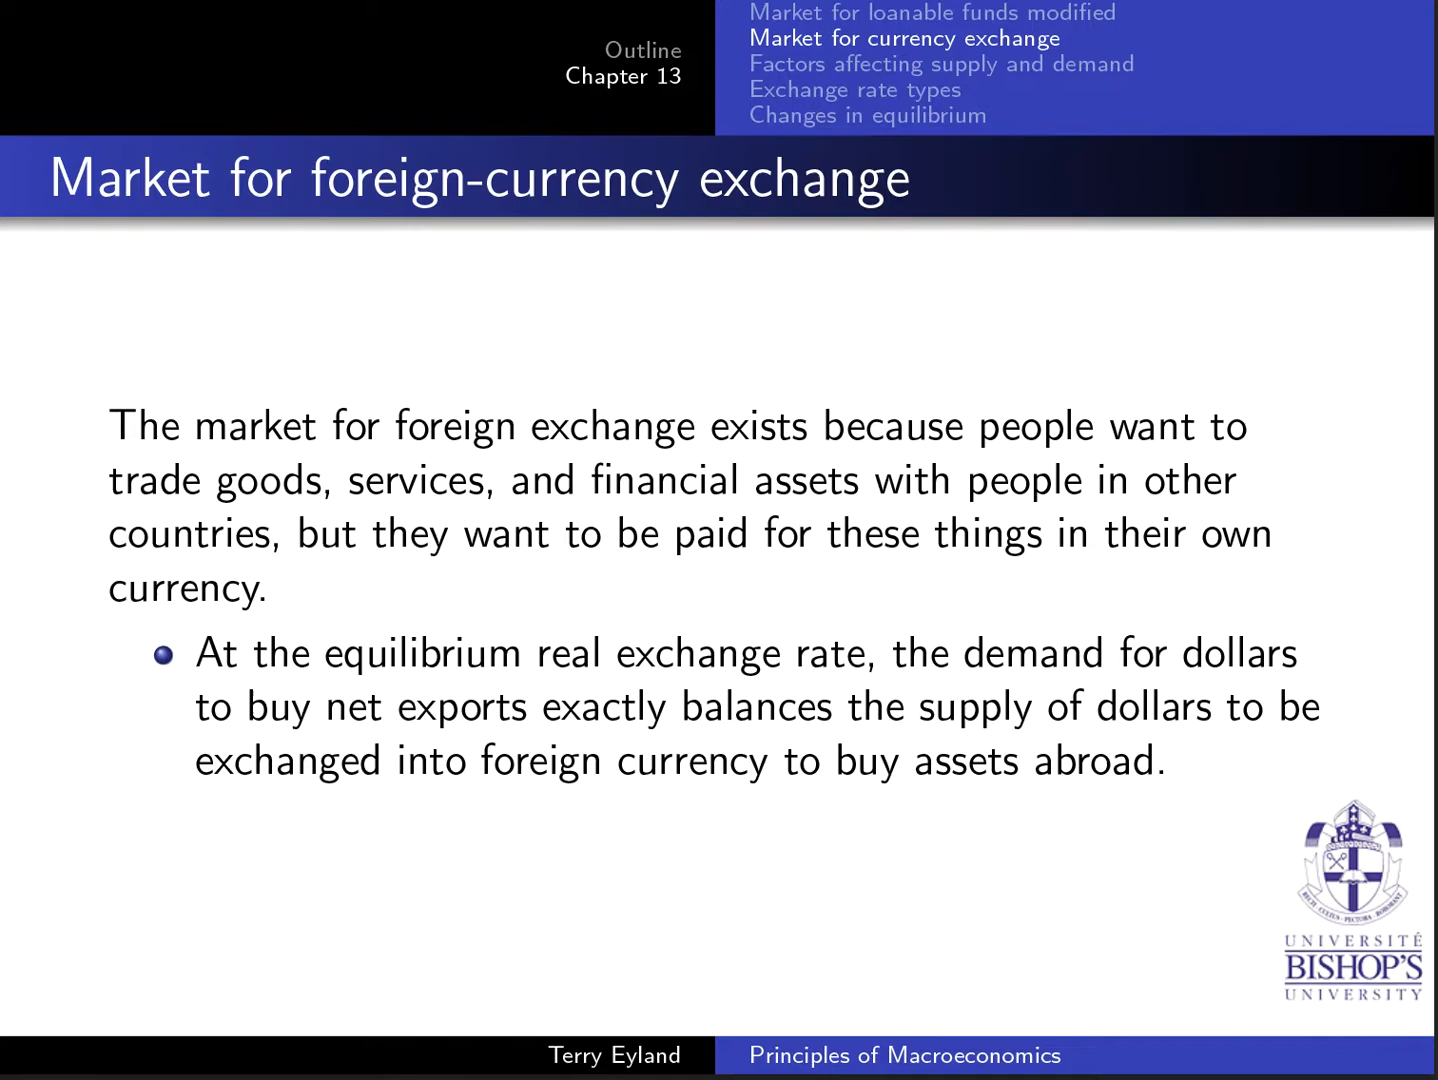 Outline
Chapter 13
Market for loanable funds modified
Market for currency exchange
Factors affecting supply and demand
Exchange rate types
Changes in equilibrium
Market for foreign-currency exchange
The market for foreign exchange exists because people want to
trade goods, services, and financial assets with people in other
countries, but they want to be paid for these things in their own
currency.
At the equilibrium real exchange rate, the demand for dollars
to buy net exports exactly balances the supply of dollars to be
exchanged into foreign currency to buy assets abroad.
UNIVERSITÉ
BISHOP'S
UNIVERSITY
Terry Eyland
Principles of Macroeconomics